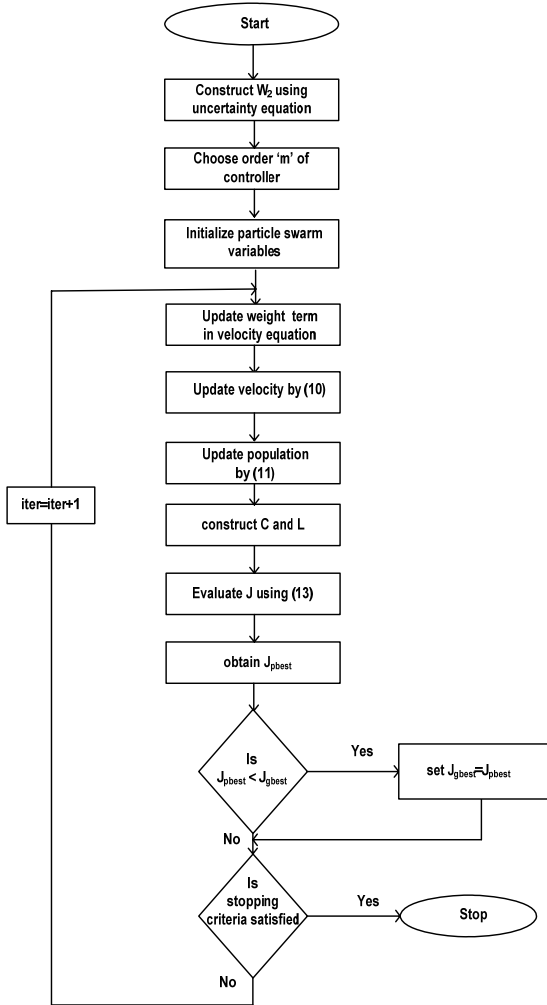 Start
Construct W₂ using
uncertainty equation
Choose order ‘m’ of
controller
Initialize particle swarm
variables
Update weight term
in velocity equation
Update velocity by (10)
Update population
by (11)
iter=iter+1
construct C and L
Evaluate J using (13)
obtain Jpbest
Is
Jpbest < Jgbest
Yes
set Jgbest=Jpbest
No
Is
stopping
criteria satisfied
Yes
Stop
No